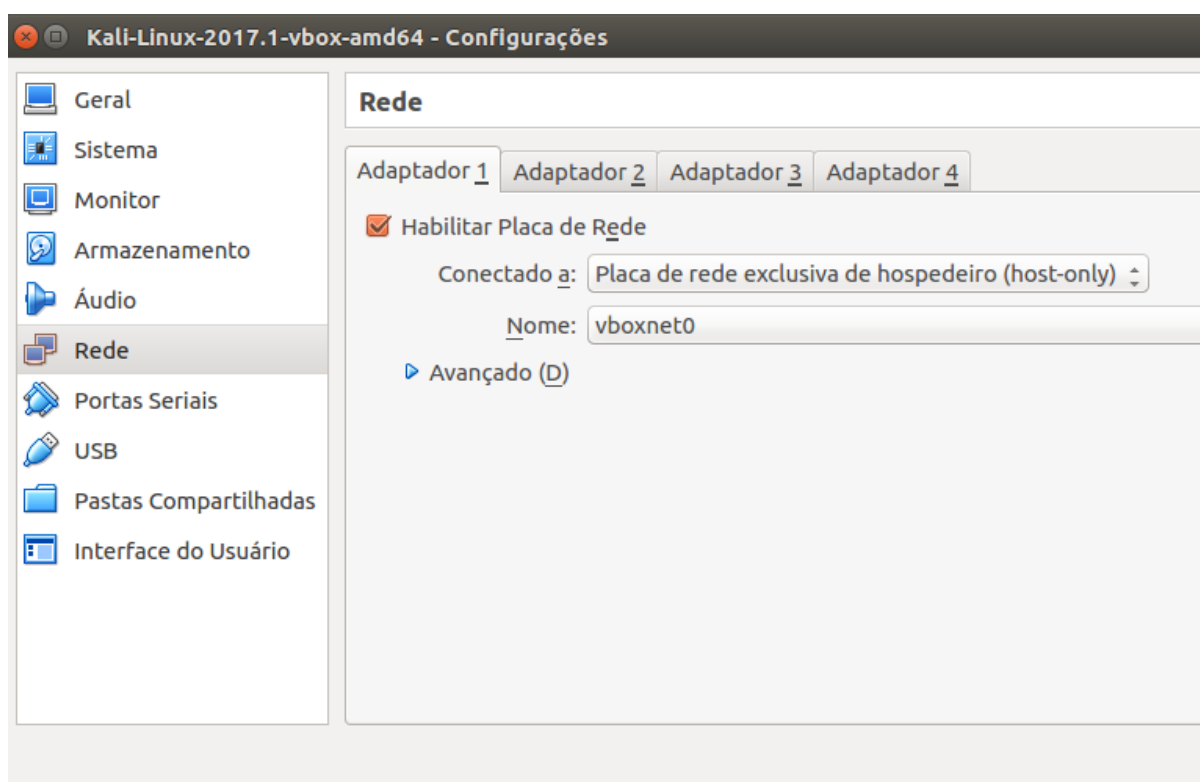 Kali-Linux-2017.1-vbox-amd64 - Configurações
Geral
Sistema
Monitor
Armazenamento
Áudio
Rede
Portas Seriais
USB
Pastas Compartilhadas
Interface do Usuário
Rede
Adaptador 1 Adaptador 2 Adaptador 3 Adaptador 4
Habilitar Placa de Rede
Conectado a: Placa de rede exclusiva de hospedeiro (host-only)
Nome: vboxnet0
Avançado (D)